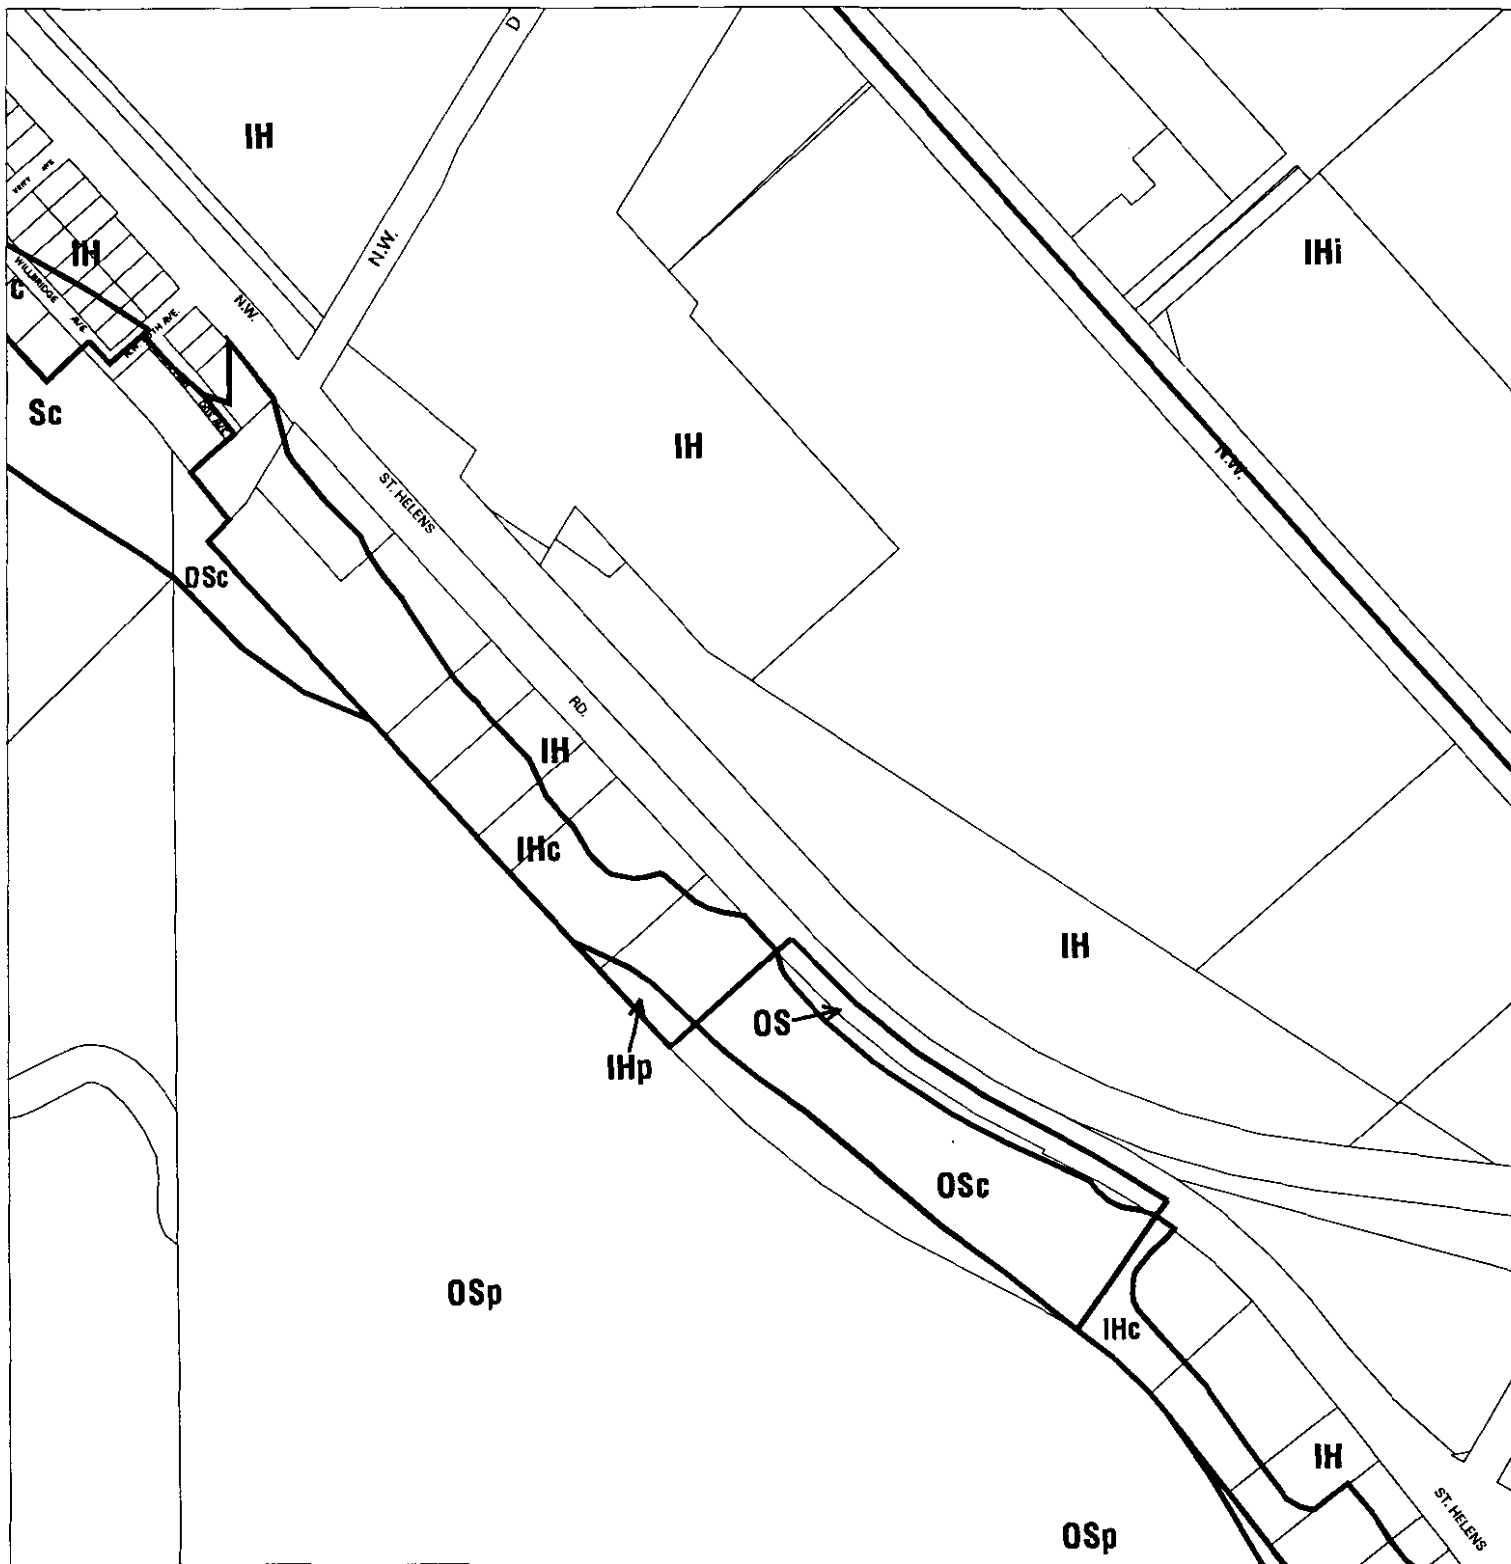 D
IH
N.W.
IH
IHi
WILLBRIDGE
AVE
C
N.W.
Sc
IH
N.W.
ST. HELENS
DSc
RD.
IH
IHc
IH
OS
IHp
OSc
OSp
IHc
IH
ST. HELENS
OSp